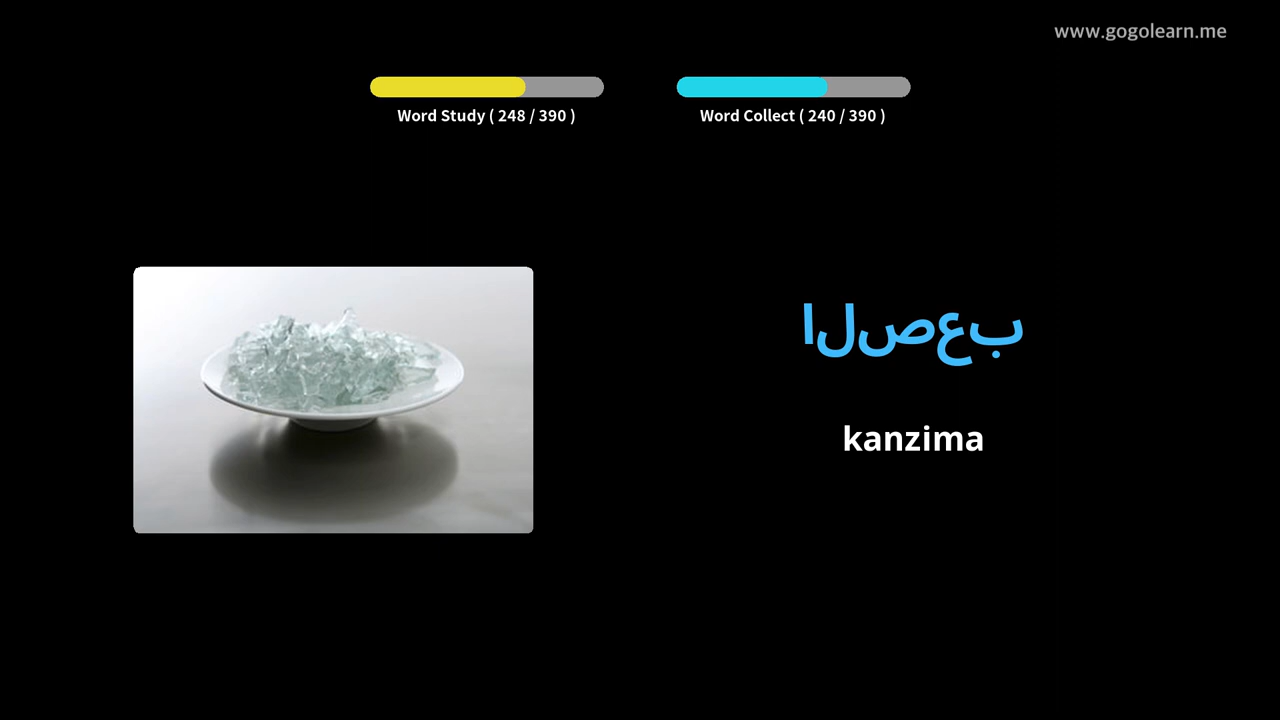 www.gogolearn.me
Word Study ( 248 / 390 )
Word Collect ( 240 / 390 )
الصعب
kanzima